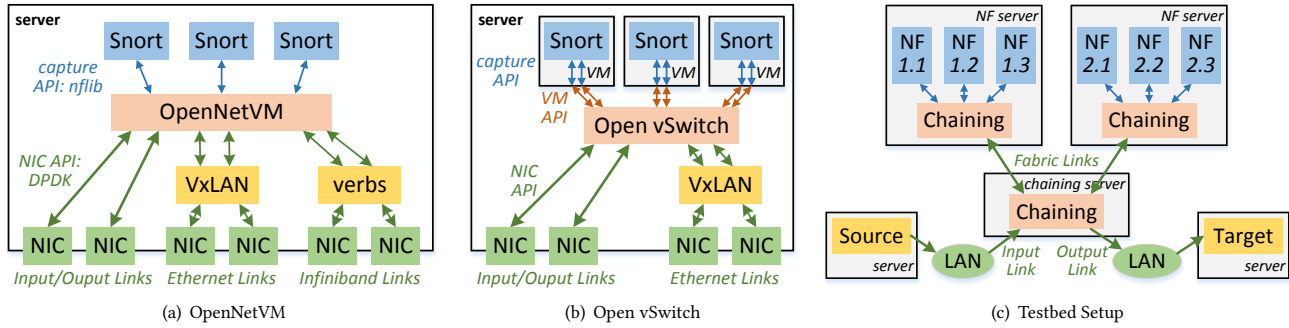 server
Snort Snort Snort
capture
API: nflib
OpenNetVM
NIC API:
DPDK
VxLAN verbs
NIC NIC NIC NIC NIC NIC
Input/Ouput Links Ethernet Links Infiniband Links
(a) OpenNetVM
server
Snort Snort Snort
capture
API
VM VM VM
VM
API
Open vSwitch
NIC
API
VxLAN
NIC NIC NIC NIC
Input/Ouput Links Ethernet Links
(b) Open vSwitch
NF server NF server
NF NF NF NF NF NF
1.1 1.2 1.3 2.1 2.2 2.3
Chaining Chaining
Fabric Links
chaining server
Chaining
Source Input Output Target
LAN Link Link LAN
server server
(c) Testbed Setup